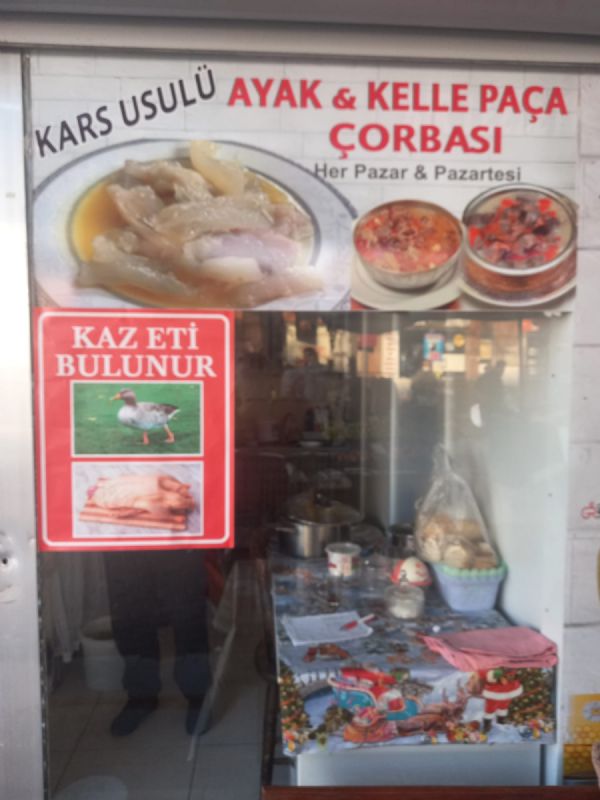 KARS USULÜ
AYAK & KELLE PAÇA
ÇORBASI
Her Pazar & Pazartesi
KAZ ETİ
BULUNUR